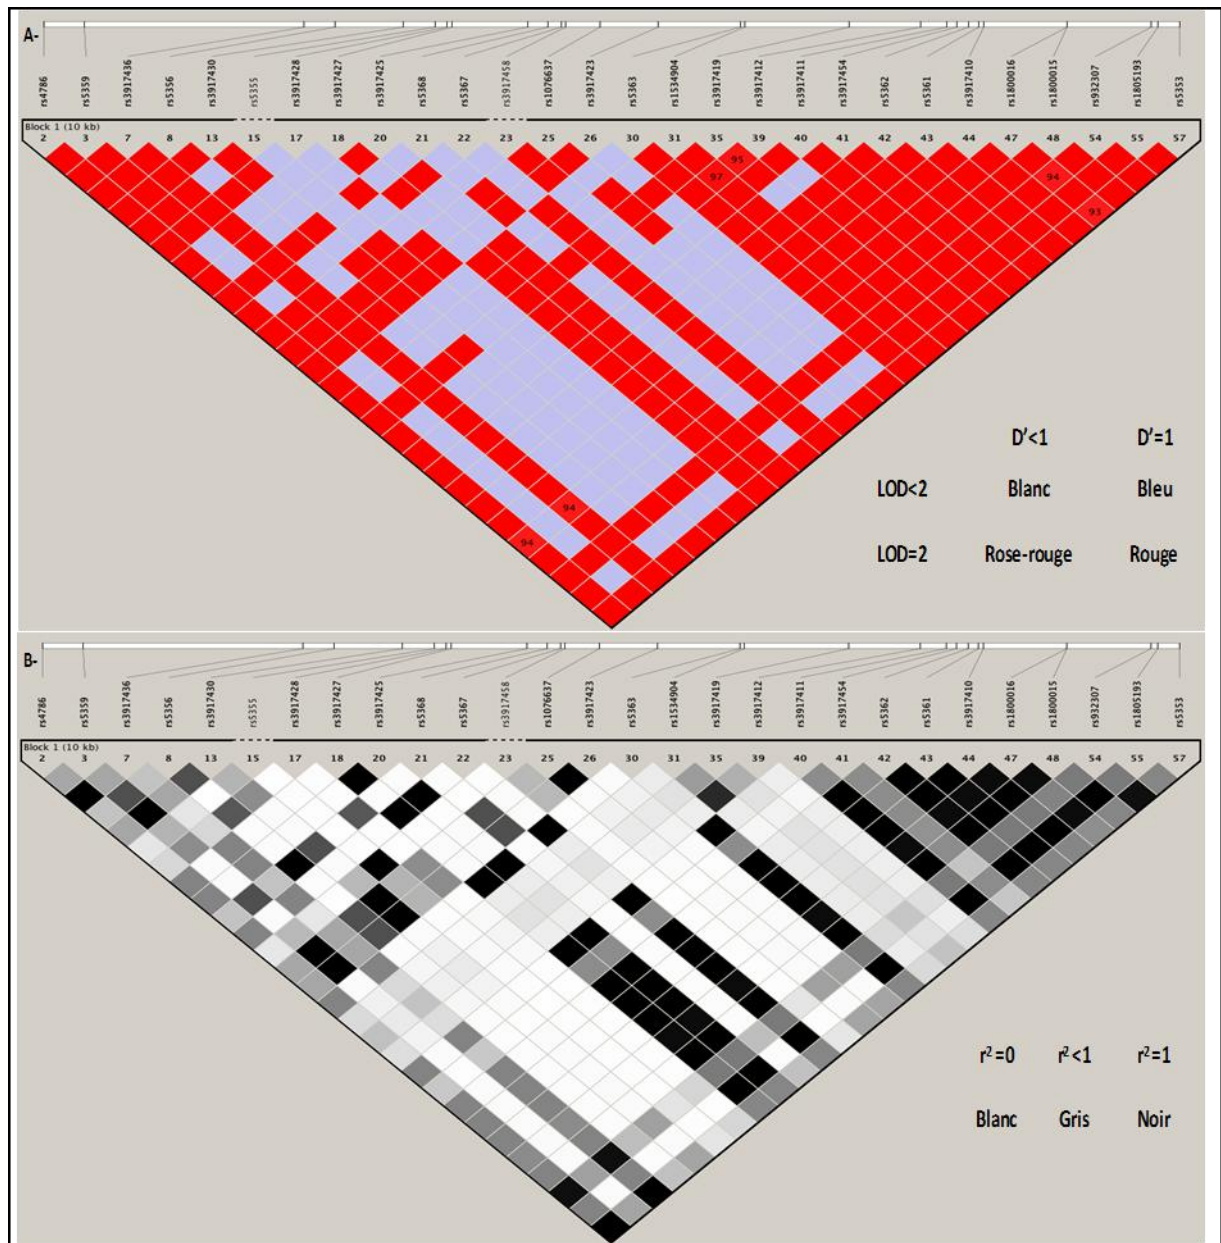 A-
rs4786 rs5359 rs3917436 rs5356 rs3917430 rs5355 rs3917428 rs3917427 rs3917425 rs5368 rs5367 rs3917458 rs1076637 rs3917423 rs5363 rs1534904 rs3917419 rs3917412 rs3917411 rs3917454 rs5362 rs5361 rs3917410 rs1800016 rs1800015 rs932307 rs1805193 rs5353
Block 1 (10 kb)
2 3 7 8 13 15 17 18 20 21 22 23 25 26 30 31 35 39 40 41 42 43 44 47 48 54 55 57
95
97 94
93
D'<1 D'=1
LOD<2 Blanc Bleu
94
94
LOD=2 Rose-rouge Rouge
B-
rs4786 rs5359 rs3917436 rs5356 rs3917430 rs5355 rs3917428 rs3917427 rs3917425 rs5368 rs5367 rs3917458 rs1076637 rs3917423 rs5363 rs1534904 rs3917419 rs3917412 rs3917411 rs3917454 rs5362 rs5361 rs3917410 rs1800016 rs1800015 rs932307 rs1805193 rs5353
Block 1 (10 kb)
2 3 7 8 13 15 17 18 20 21 22 23 25 26 30 31 35 39 40 41 42 43 44 47 48 54 55 57
r²=0 r²<1 r²=1
Blanc Gris Noir